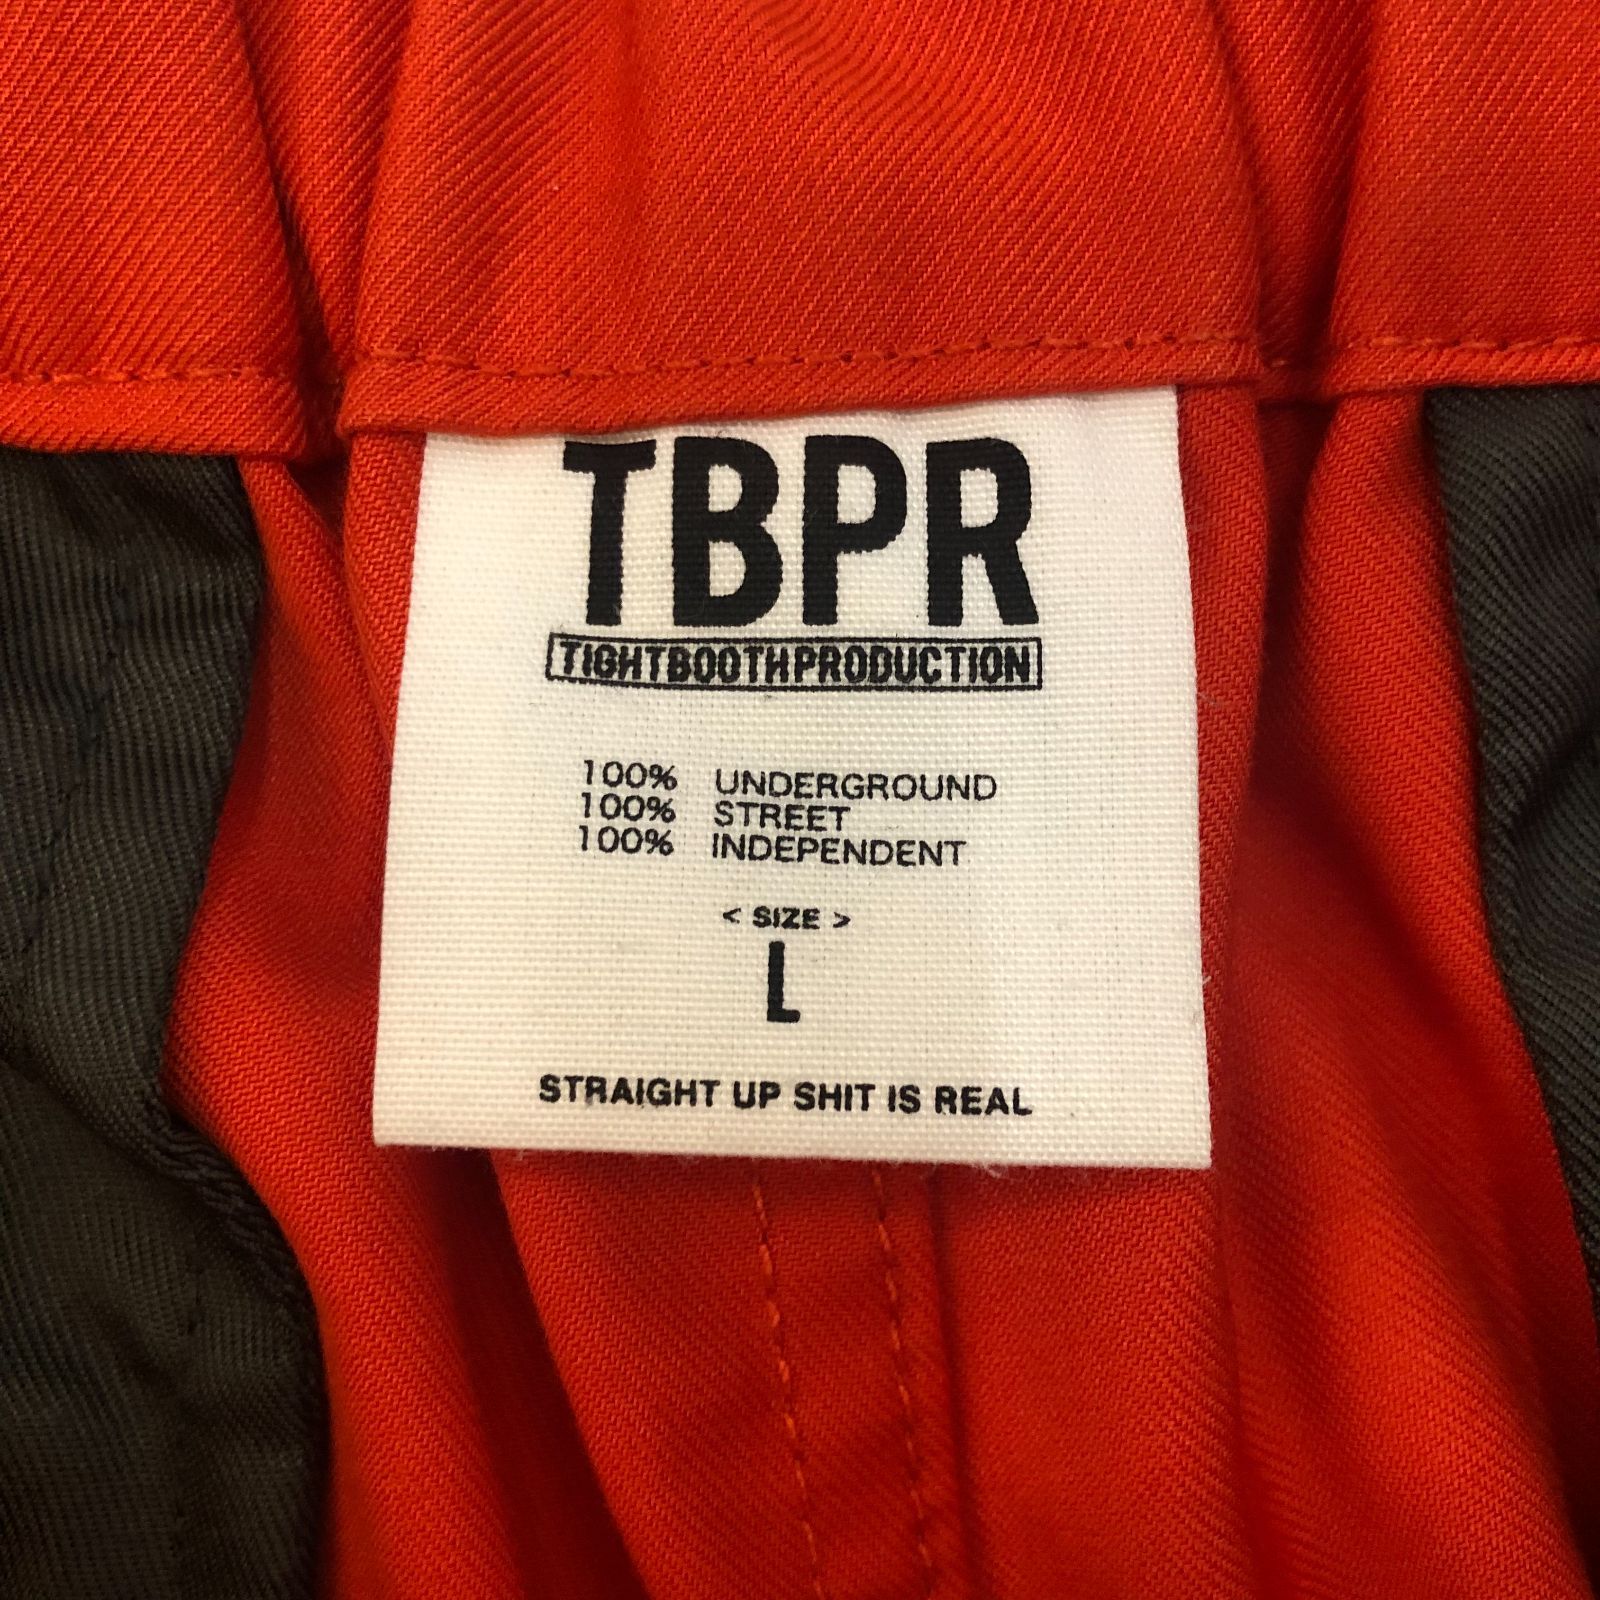 TBPR
TIGHTBOOTHPRODUCTION
100% UNDERGROUND
100% STREET
100% INDEPENDENT
< SIZE >
L
STRAIGHT UP SHIT IS REAL